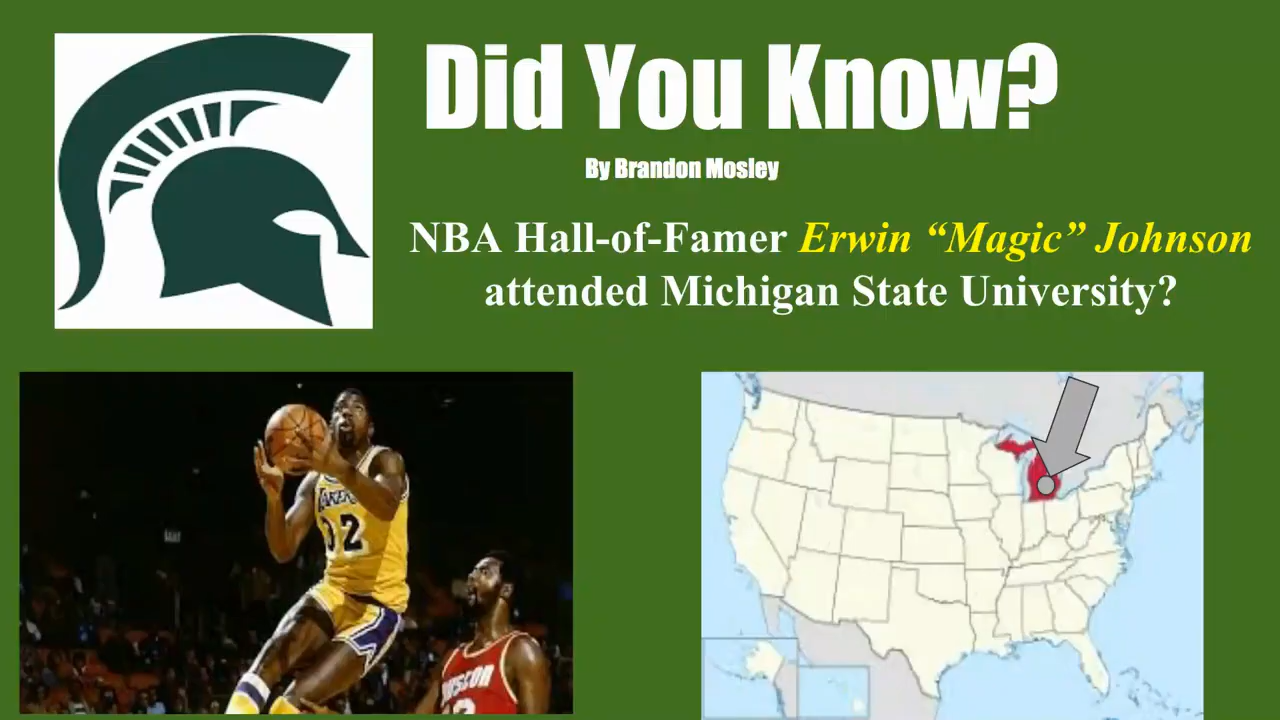 Did You Know?
By Brandon Mosley
NBA Hall-of-Famer Erwin “Magic” Johnson
attended Michigan State University?
LAKERS
32